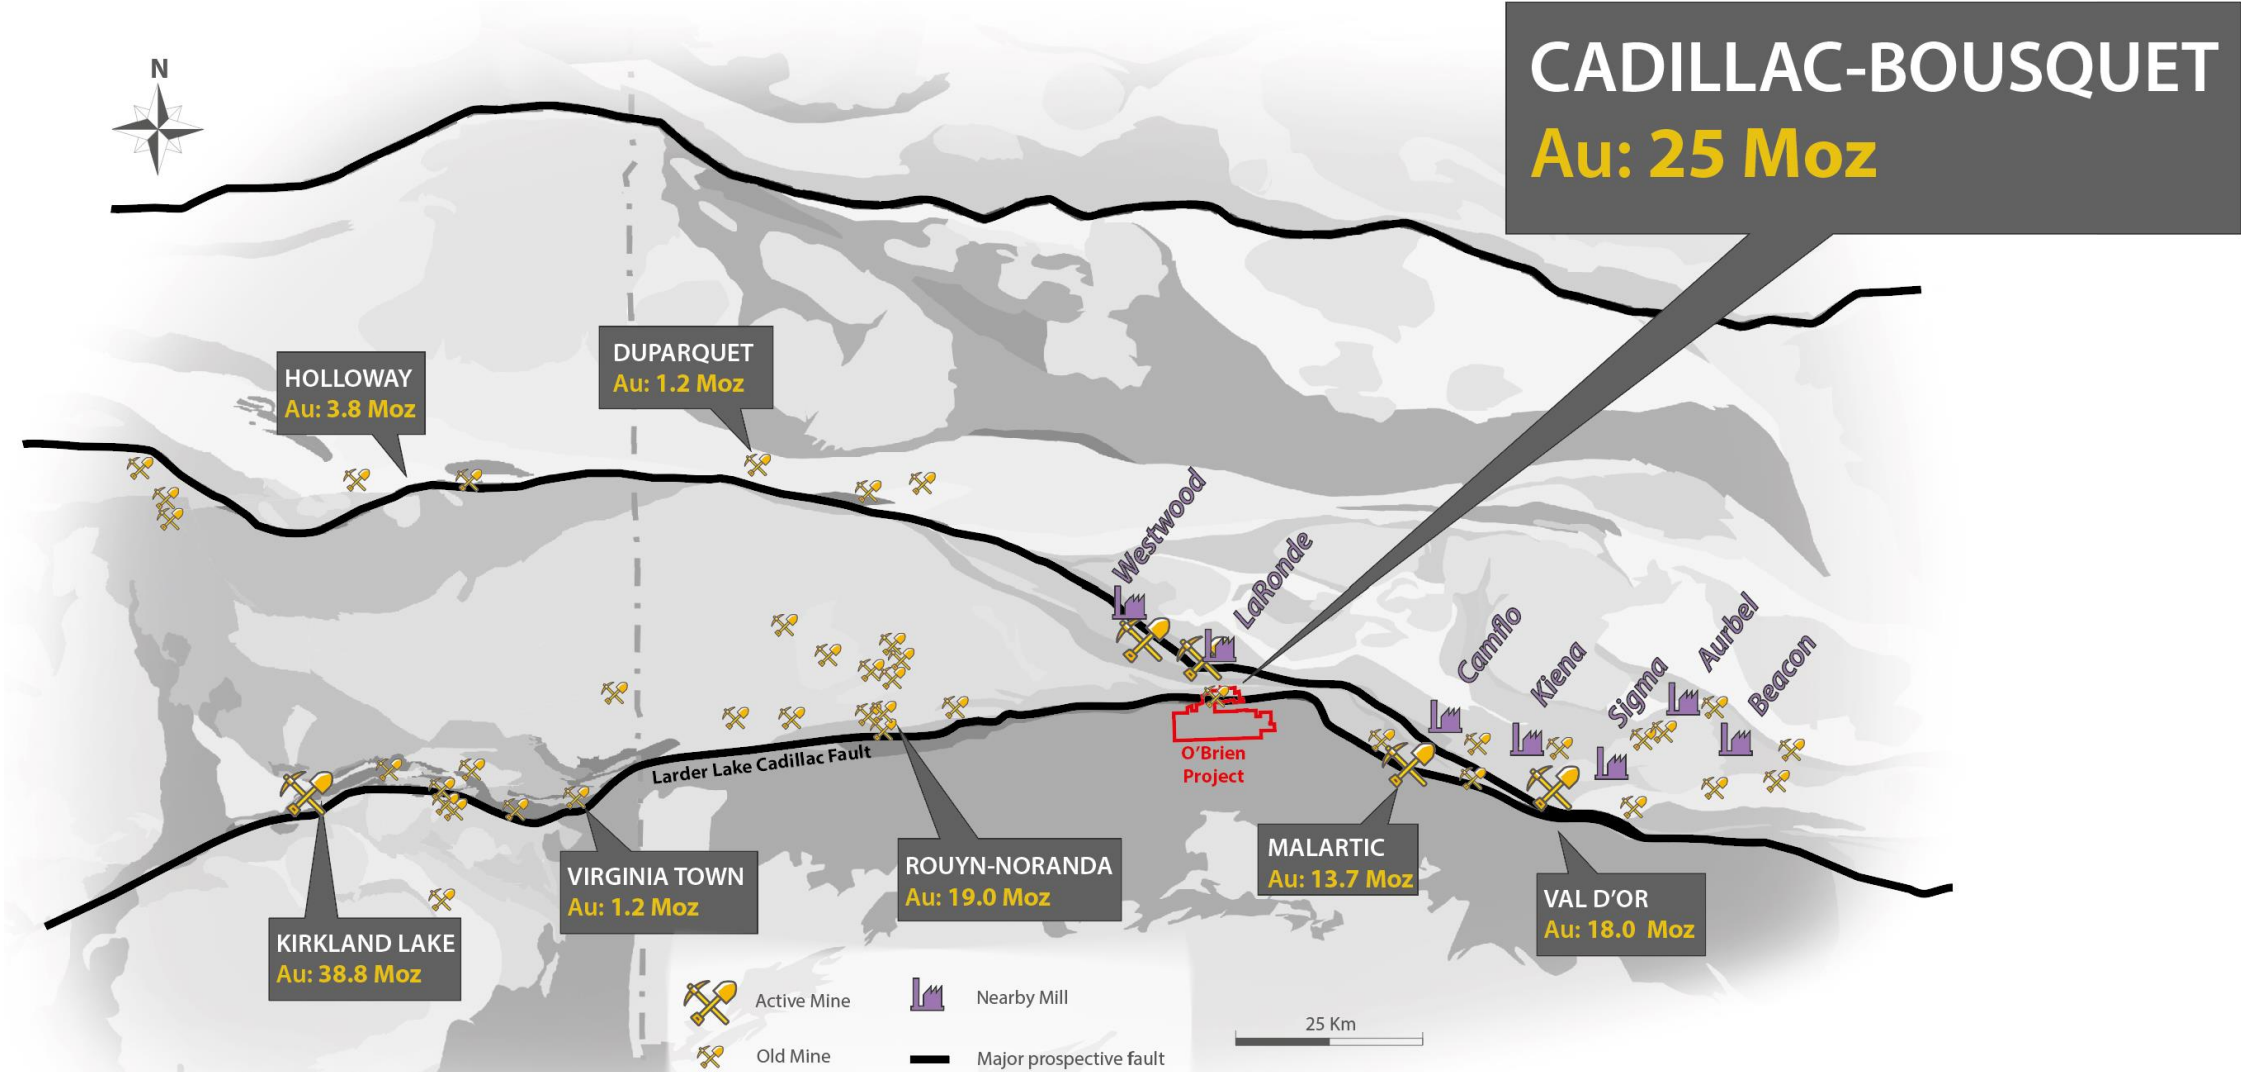 N
CADILLAC-BOUSQUET
Au: 25 Moz
DUPARQUET
Au: 1.2 Moz
HOLLOWAY
Au: 3.8 Moz
Westwood
LaRonde
Camflo
Kiena
Sigma
Aurbel
Beacon
O'Brien
Project
Larder Lake Cadillac Fault
MALARTIC
Au: 13.7 Moz
ROUYN-NORANDA
Au: 19.0 Moz
VIRGINIA TOWN
Au: 1.2 Moz
VAL D'OR
Au: 18.0 Moz
KIRKLAND LAKE
Au: 38.8 Moz
Active Mine
Nearby Mill
25 Km
Old Mine
Major prospective fault